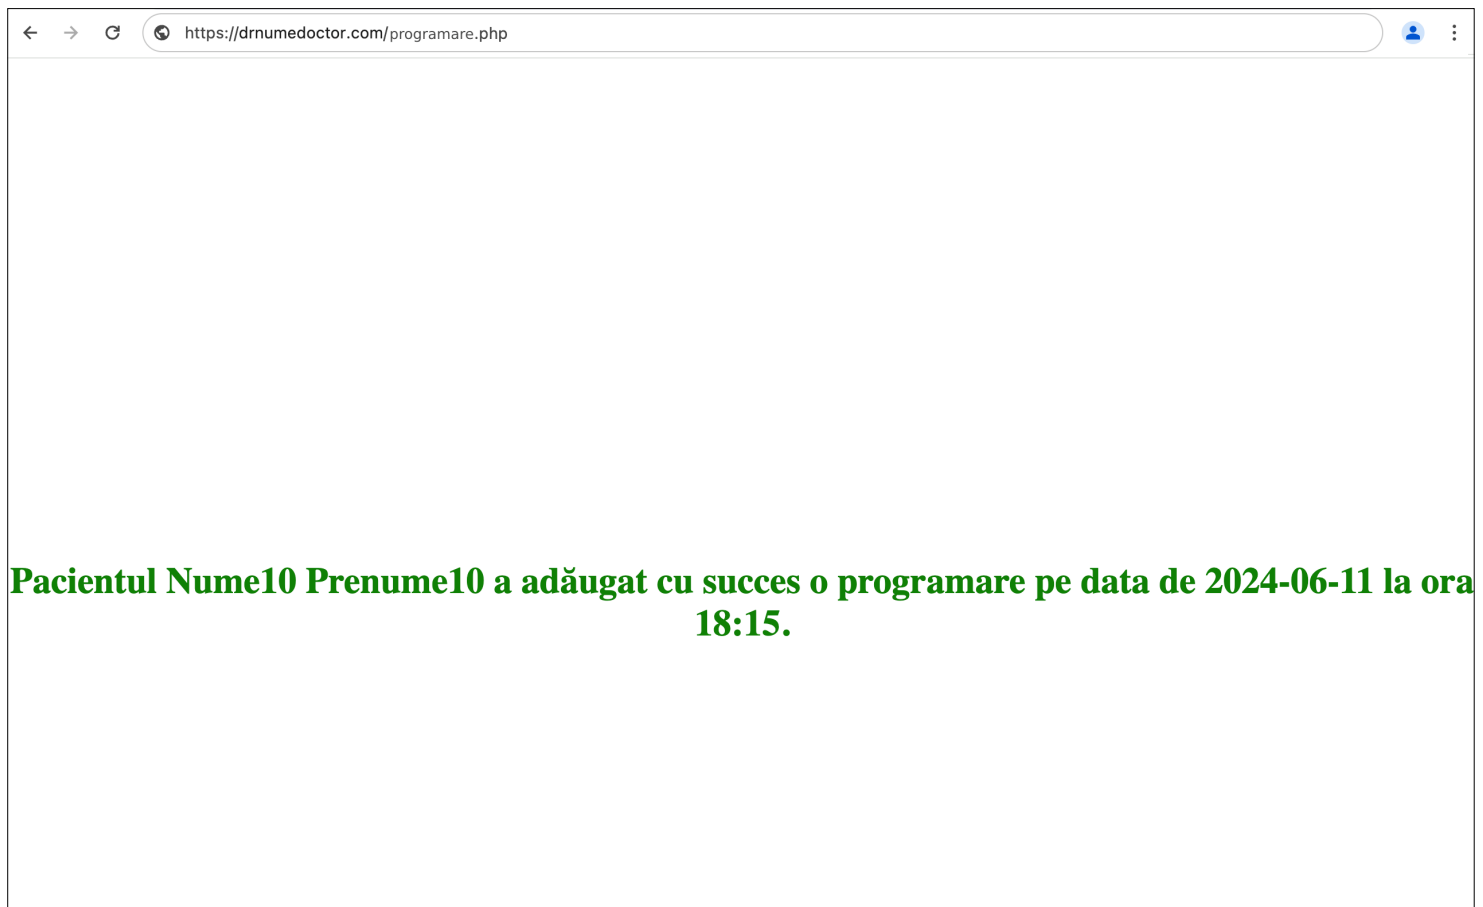 https://drnumedoctor.com/programare.php
Pacientul Nume10 Prenume10 a adăugat cu succes o programare pe data de 2024-06-11 la ora
18:15.